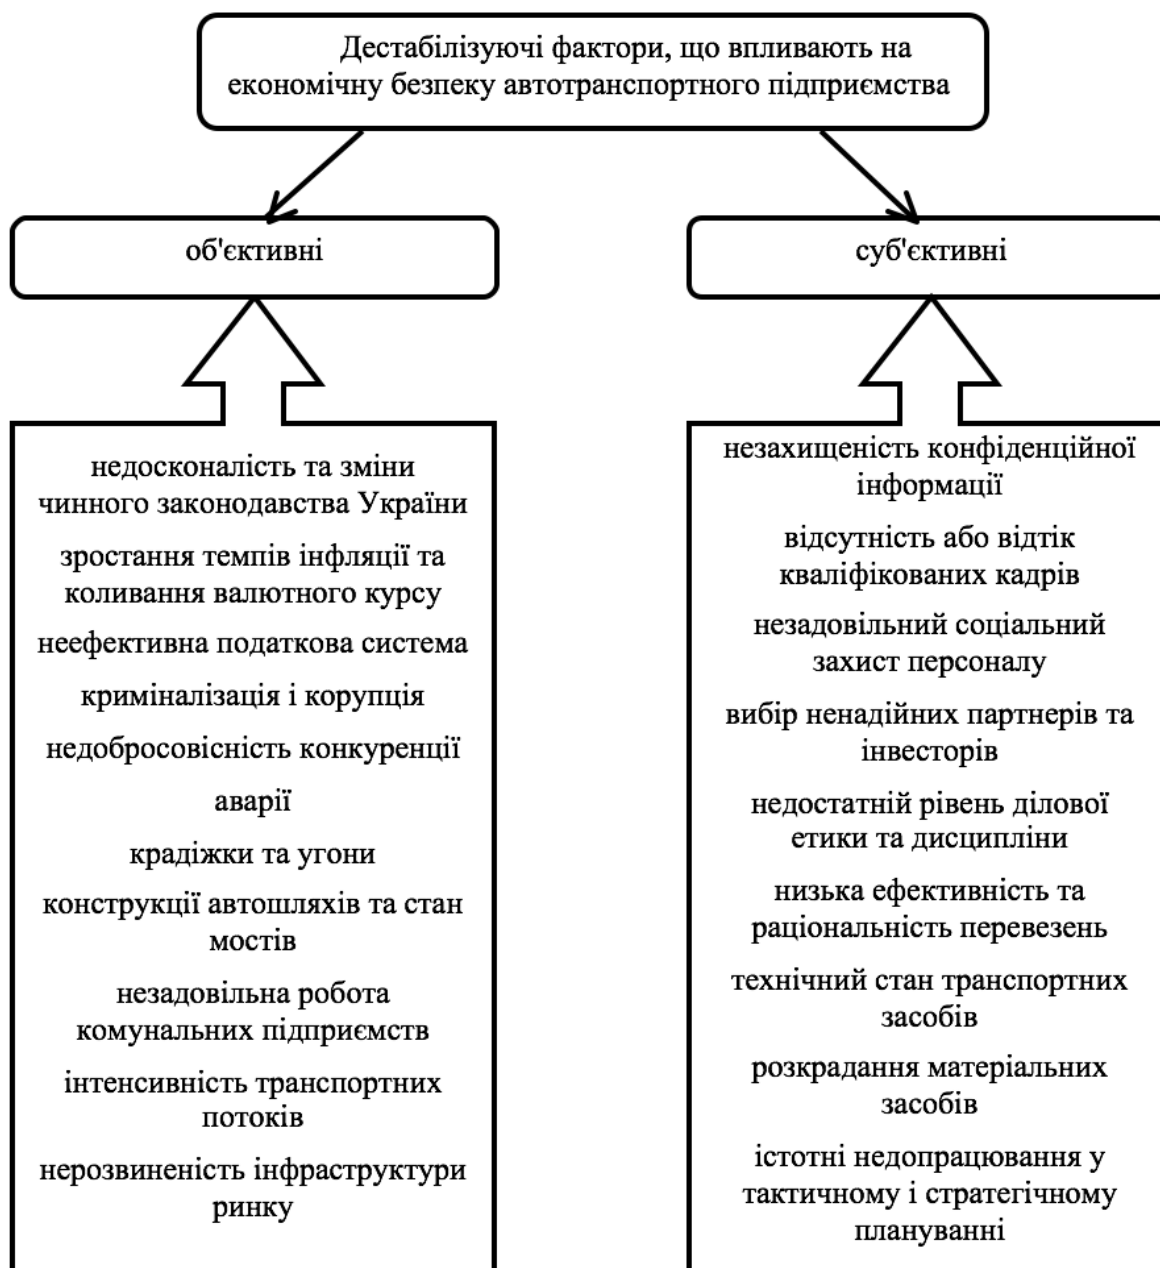 Дестабілізуючі фактори, що впливають на
економічну безпеку автотранспортного підприємства
об'єктивні
недосконалість та зміни
чинного законодавства України
зростання темпів інфляції та
коливання валютного курсу
неефективна податкова система
криміналізація і корупція
недобросовісність конкуренції
аварії
крадіжки та угони
конструкції автошляхів та стан
мостів
незадовільна робота
комунальних підприємств
інтенсивність транспортних
потоків
нерозвиненість інфраструктури
ринку
суб'єктивні
незахищеність конфіденційної
інформації
відсутність або відтік
кваліфікованих кадрів
незадовільний соціальний
захист персоналу
вибір ненадійних партнерів та
інвесторів
недостатній рівень ділової
етики та дисципліни
низька ефективність та
раціональність перевезень
технічний стан транспортних
засобів
розкрадання матеріальних
засобів
істотні недопрацювання у
тактичному і стратегічному
плануванні